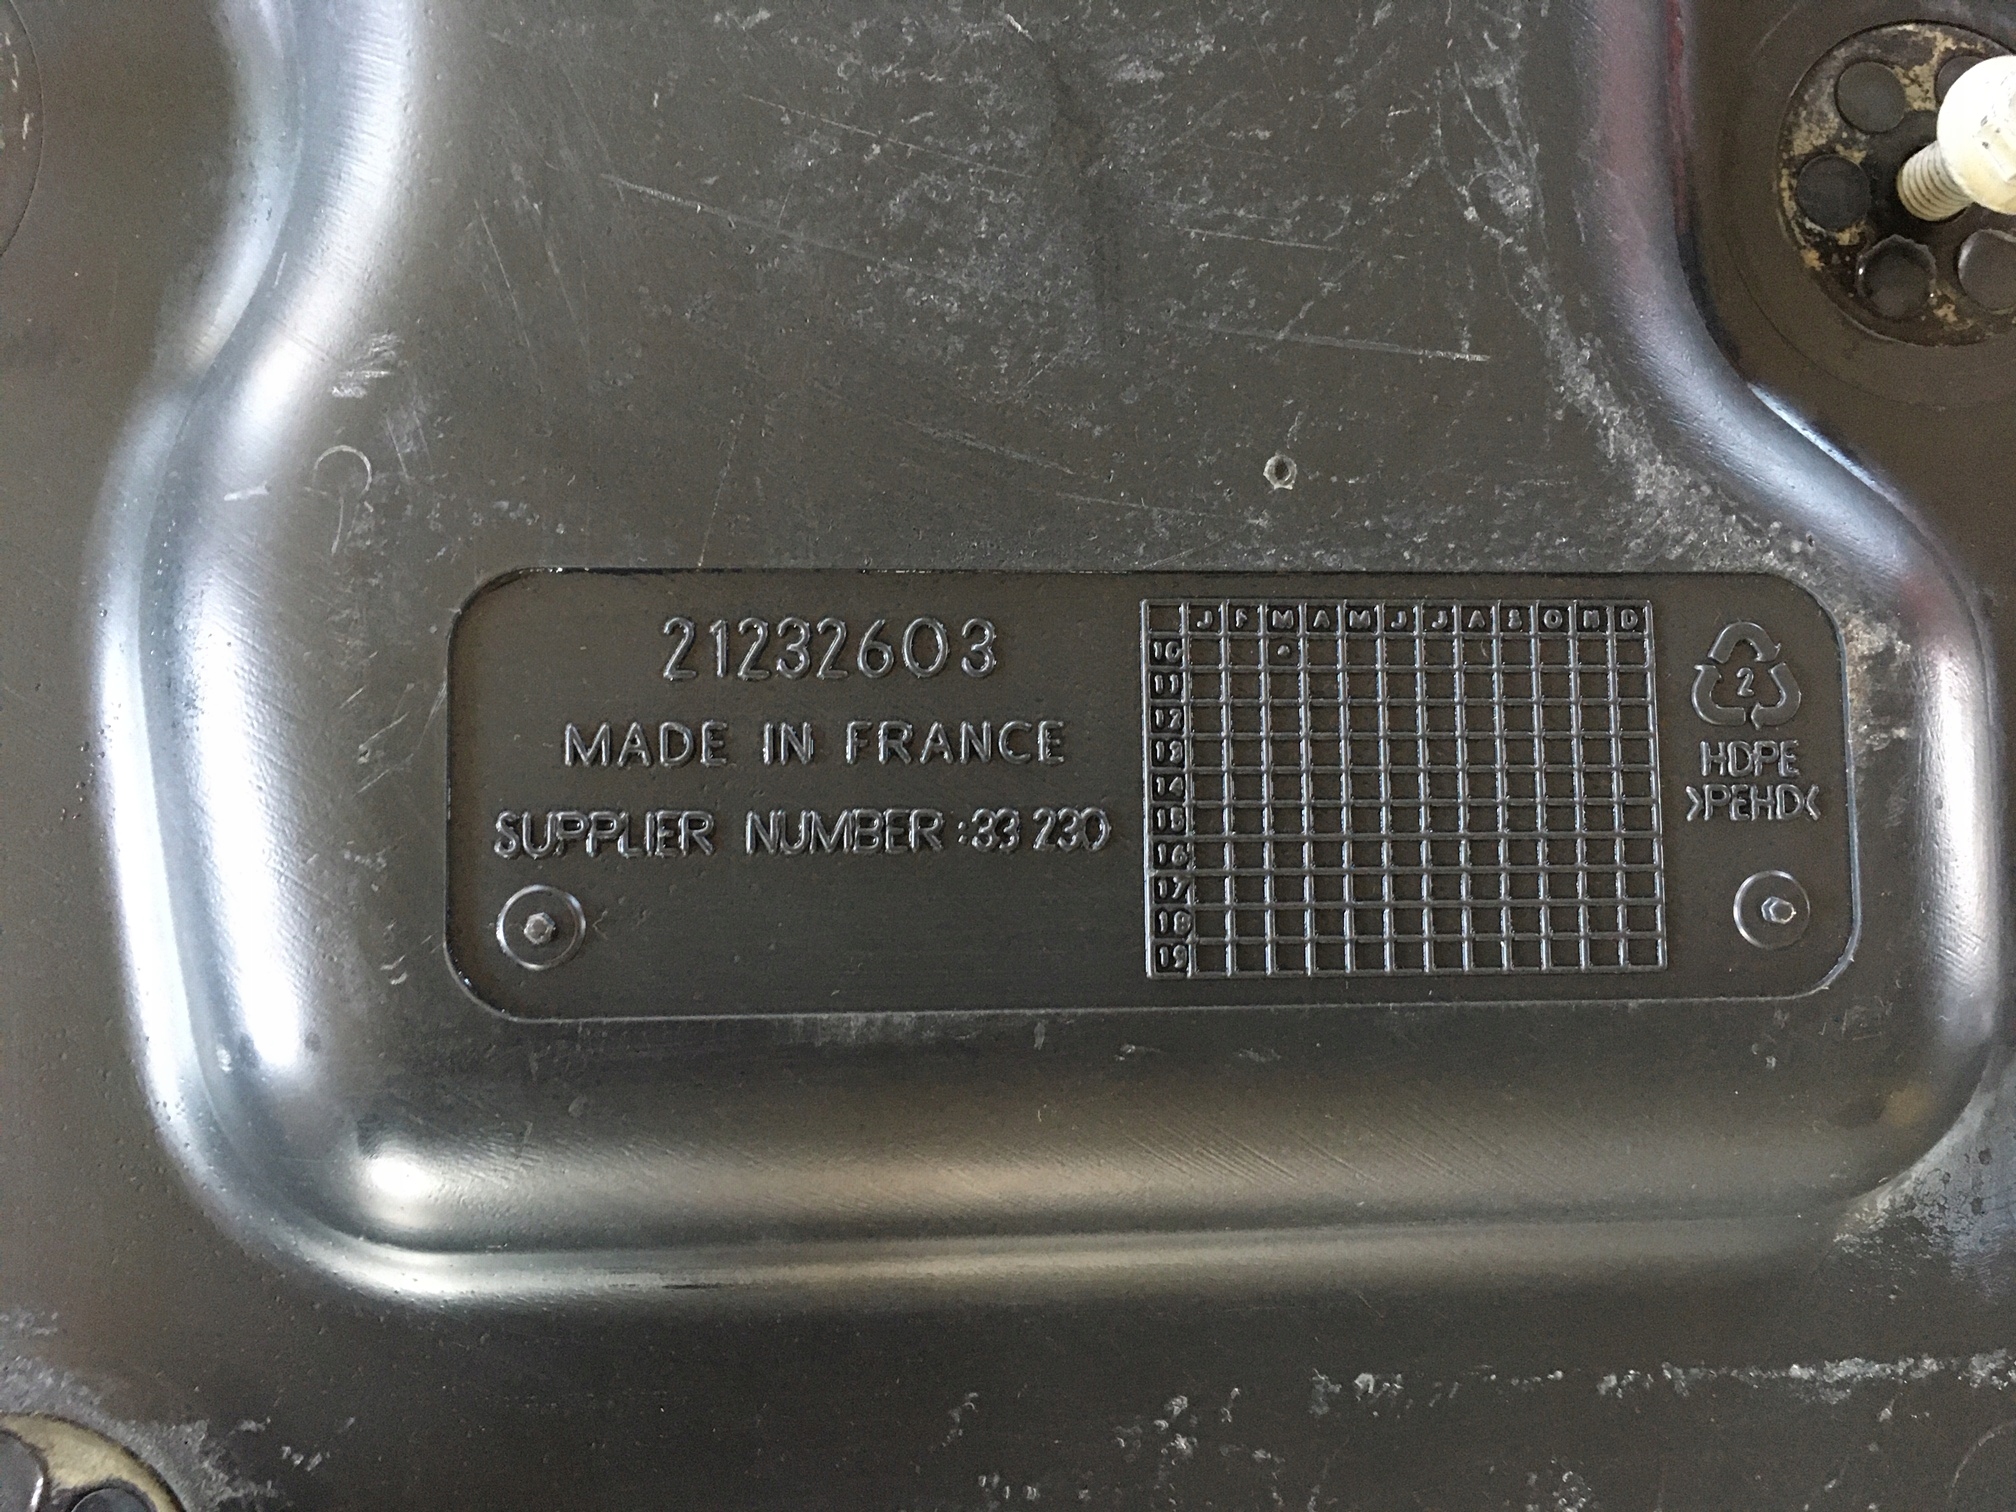 21232603
MADE IN FRANCE
SUPPLIER NUMBER :33 230
J F M A M J J A S O N D
10
11
12
13
14
15
16
17
18
19
2
HDPE
>PEHD<